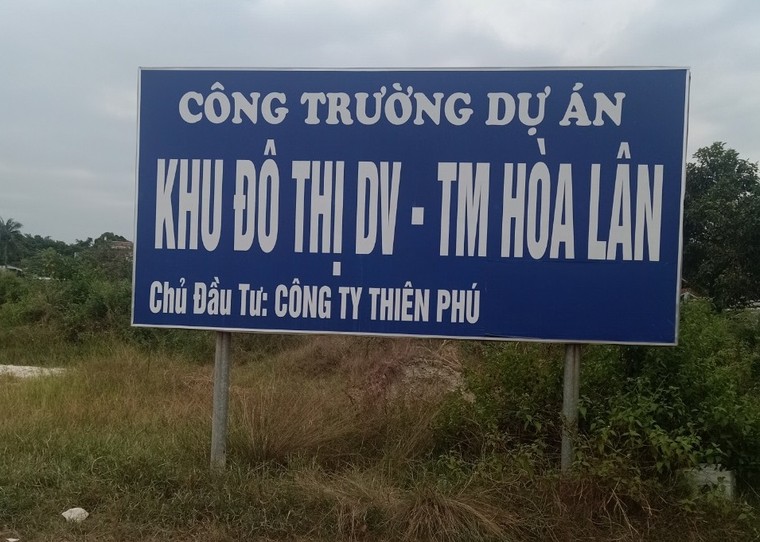 CÔNG TRƯỜNG DỰ ÁN
KHU ĐÔ THỊ DV - TM HÒA LÂN
Chủ Đầu Tư: CÔNG TY THIÊN PHÚ